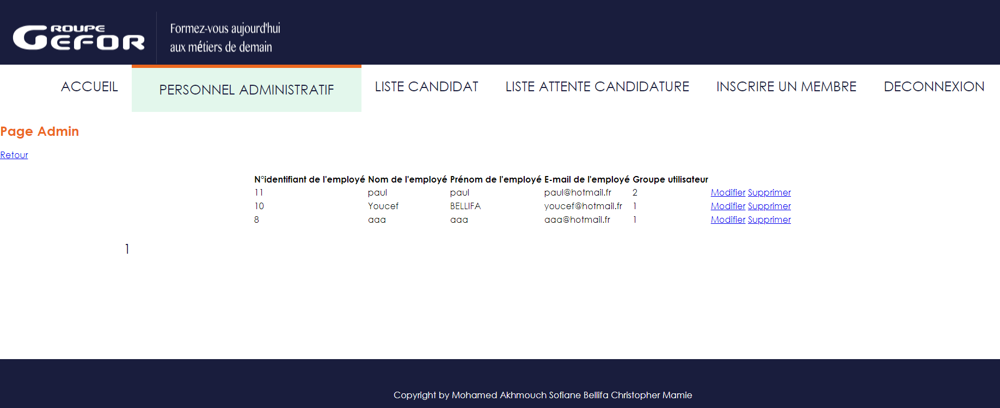 GROUPE GEFOR
Formez-vous aujourd'hui
aux métiers de demain
ACCUEIL PERSONNEL ADMINISTRATIF LISTE CANDIDAT LISTE ATTENTE CANDIDATURE INSCRIRE UN MEMBRE DECONNEXION
Page Admin
Retour
N°identifiant de l'employé Nom de l'employé Prénom de l'employé E-mail de l'employé Groupe utilisateur
11 paul paul paul@hotmail.fr 2 Modifier Supprimer
10 Youcef BELLIFA youcef@hotmail.fr 1 Modifier Supprimer
8 aaa aaa aaa@hotmail.fr 1 Modifier Supprimer
1
Copyright by Mohamed Akhmouch Sofiane Bellifa Christopher Mamie